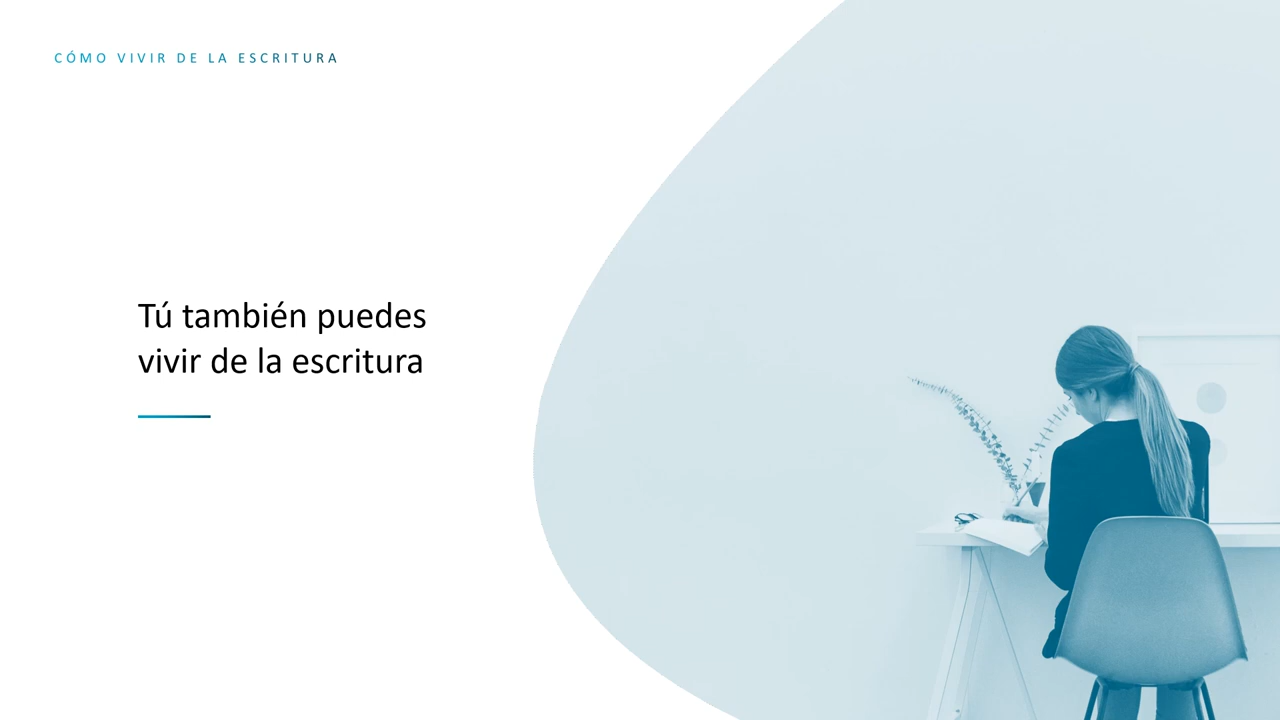 CÓMO VIVIR DE LA ESCRITURA
Tú también puedes
vivir de la escritura